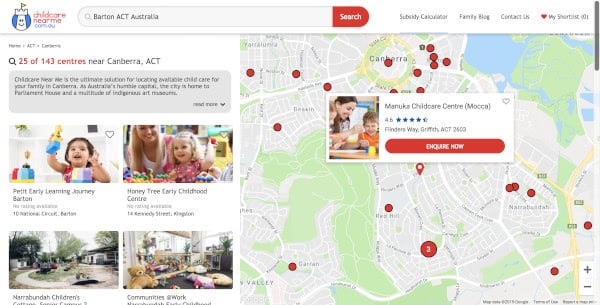 childcare
near me
.com.au
Barton ACT Australia
Search
Subsidy Calculator
Family Blog
Contact Us
My Shortlist (0)
Home > ACT > Canberra
25 of 143 centres near Canberra, ACT
Childcare Near Me is the ultimate solution for locating available child care for
your family in Canberra. As Australia's humble capital, the city is home to
Parliament House and a multitude of indigenous art museums.
read more
Petit Early Learning Journey
Barton
No rating available
10 National Circuit, Barton
Honey Tree Early Childhood
Centre
No rating available
14 Kennedy Street, Kingston
Narrabundah Children's
Cottage, Senior Campus 2
Communities @Work
Narrabundah Early Childhood
Yarralumla
Canberra
Deakin
Manuka Childcare Centre (Mocca)
4.6
Flinders Way, Griffith, ACT 2603
ENQUIRE NOW
Red Hill
Narrabundah
3
Garran
VALLEY
+
−
Map data ©2019 Google
Terms of Use
Report a map